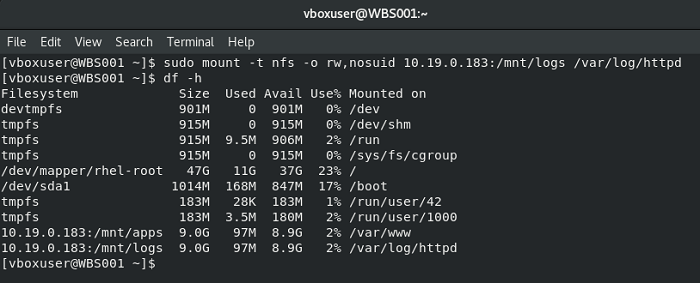 vboxuser@WBS001:~
File Edit View Search Terminal Help
[vboxuser@WBS001 ~]$ sudo mount -t nfs -o rw,nosuid 10.19.0.183:/mnt/logs /var/log/httpd
[vboxuser@WBS001 ~]$ df -h
Filesystem Size Used Avail Use% Mounted on
devtmpfs 901M 0 901M 0% /dev
tmpfs 915M 0 915M 0% /dev/shm
tmpfs 915M 9.5M 906M 2% /run
tmpfs 915M 0 915M 0% /sys/fs/cgroup
/dev/mapper/rhel-root 47G 11G 37G 23% /
/dev/sda1 1014M 168M 847M 17% /boot
tmpfs 183M 28K 183M 1% /run/user/42
tmpfs 183M 3.5M 180M 2% /run/user/1000
10.19.0.183:/mnt/apps 9.0G 97M 8.9G 2% /var/www
10.19.0.183:/mnt/logs 9.0G 97M 8.9G 2% /var/log/httpd
[vboxuser@WBS001 ~]$